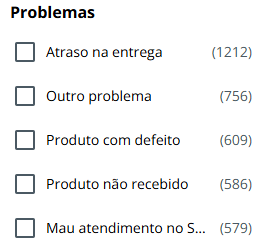 Problemas
Atraso na entrega (1212)
Outro problema (756)
Produto com defeito (609)
Produto não recebido (586)
Mau atendimento no S... (579)